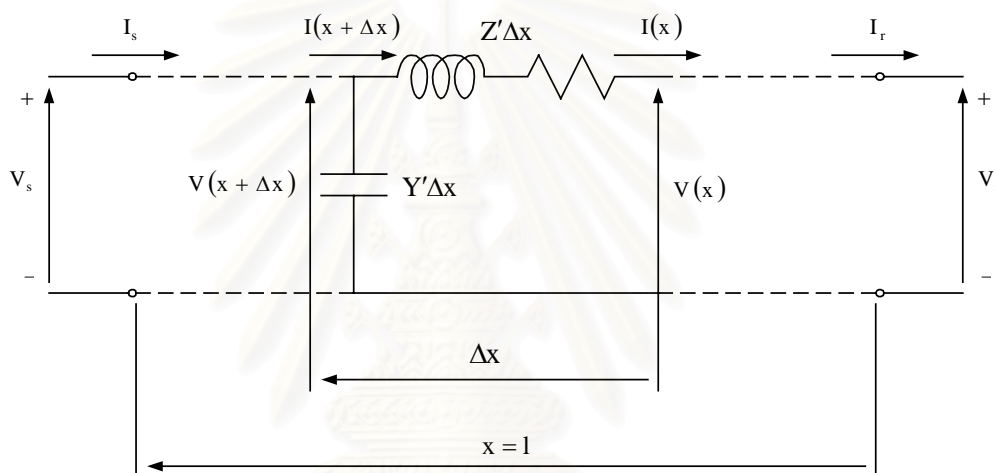 I_s
I(x + Δx)
Z′Δx
I(x)
I_r
+
+
V_s
V(x + Δx)
Y′Δx
V(x)
V
−
−
Δx
x = l